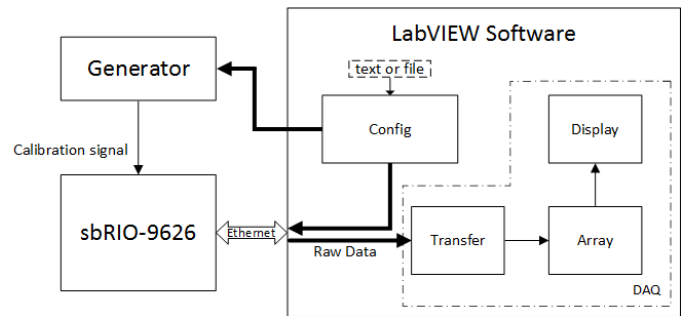 LabVIEW Software
Generator
text or file
Config
Display
Calibration signal
sbRIO-9626
Ethernet
Raw Data
Transfer
Array
DAQ